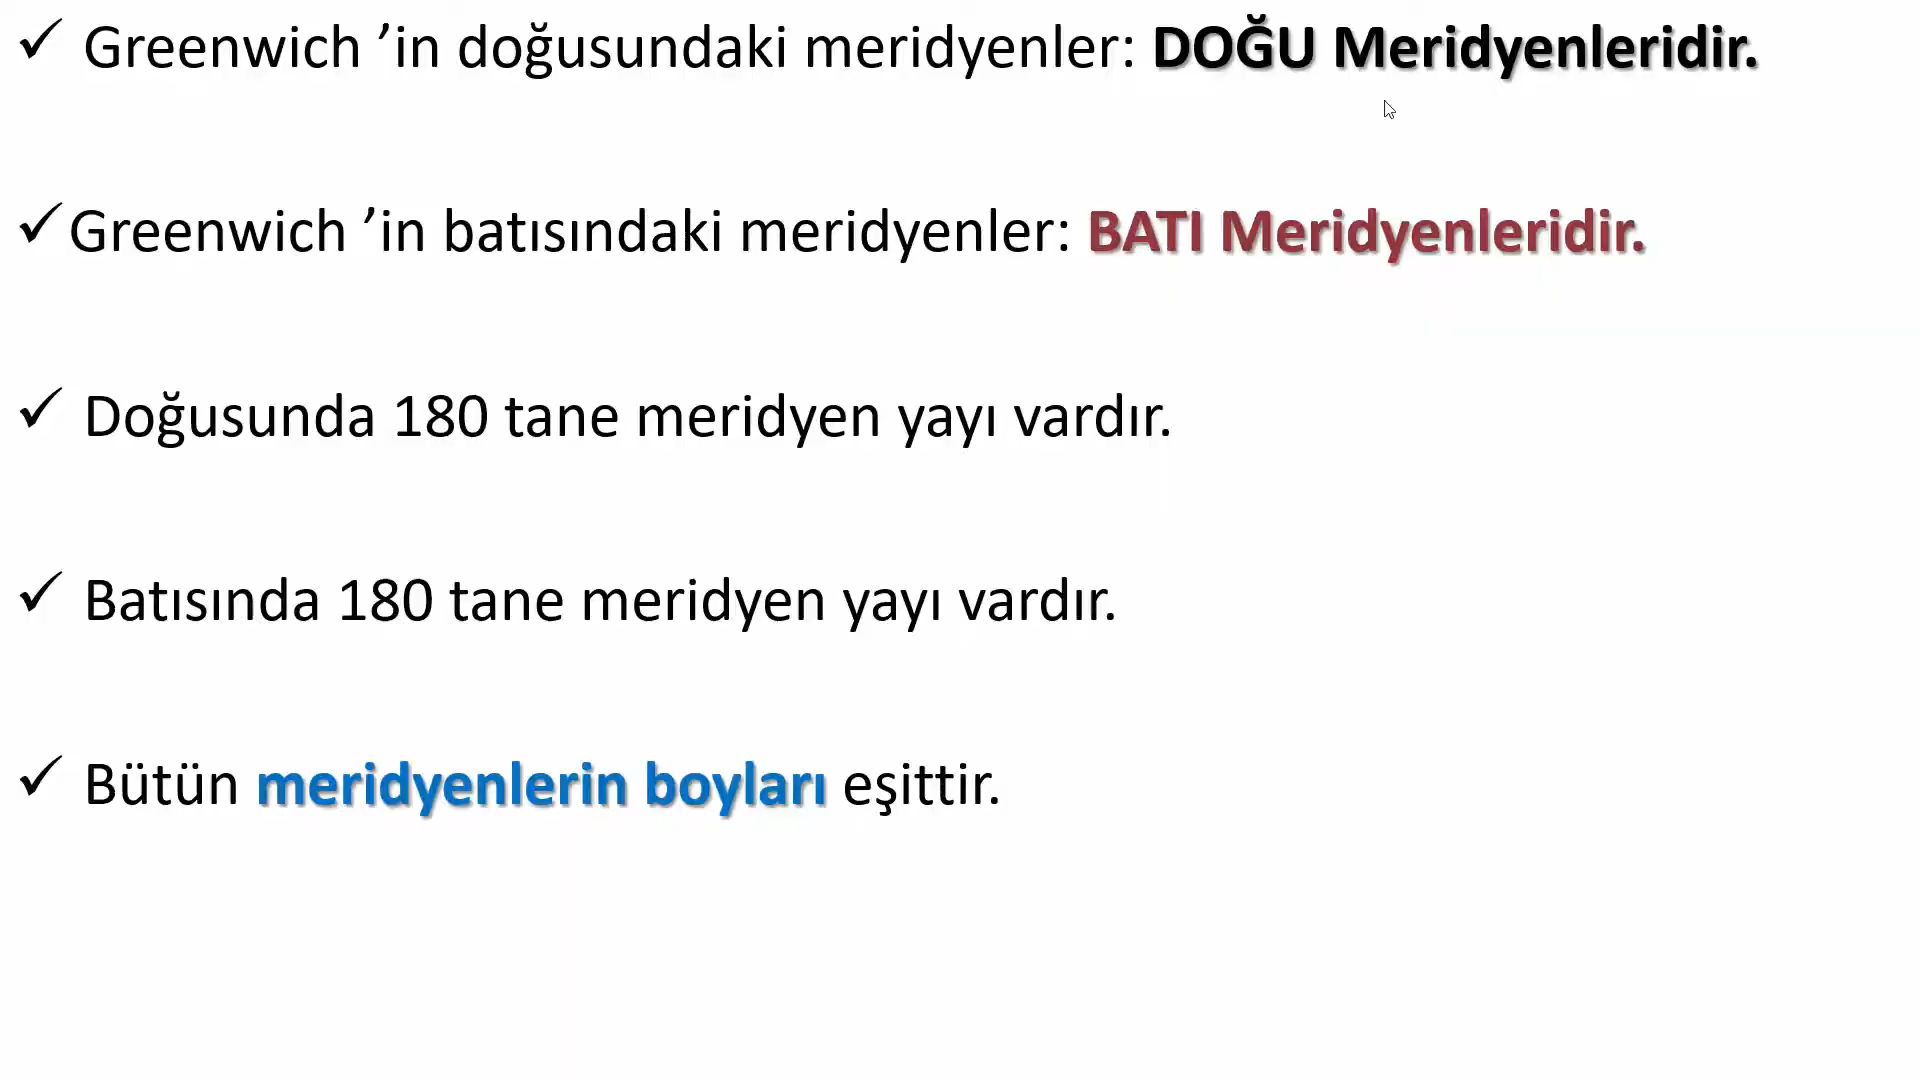 ✓ Greenwich ’in doğusundaki meridyenler: DOĞU Meridyenleridir.
✓ Greenwich ’in batısındaki meridyenler: BATI Meridyenleridir.
✓ Doğusunda 180 tane meridyen yayı vardır.
✓ Batısında 180 tane meridyen yayı vardır.
✓ Bütün meridyenlerin boyları eşittir.